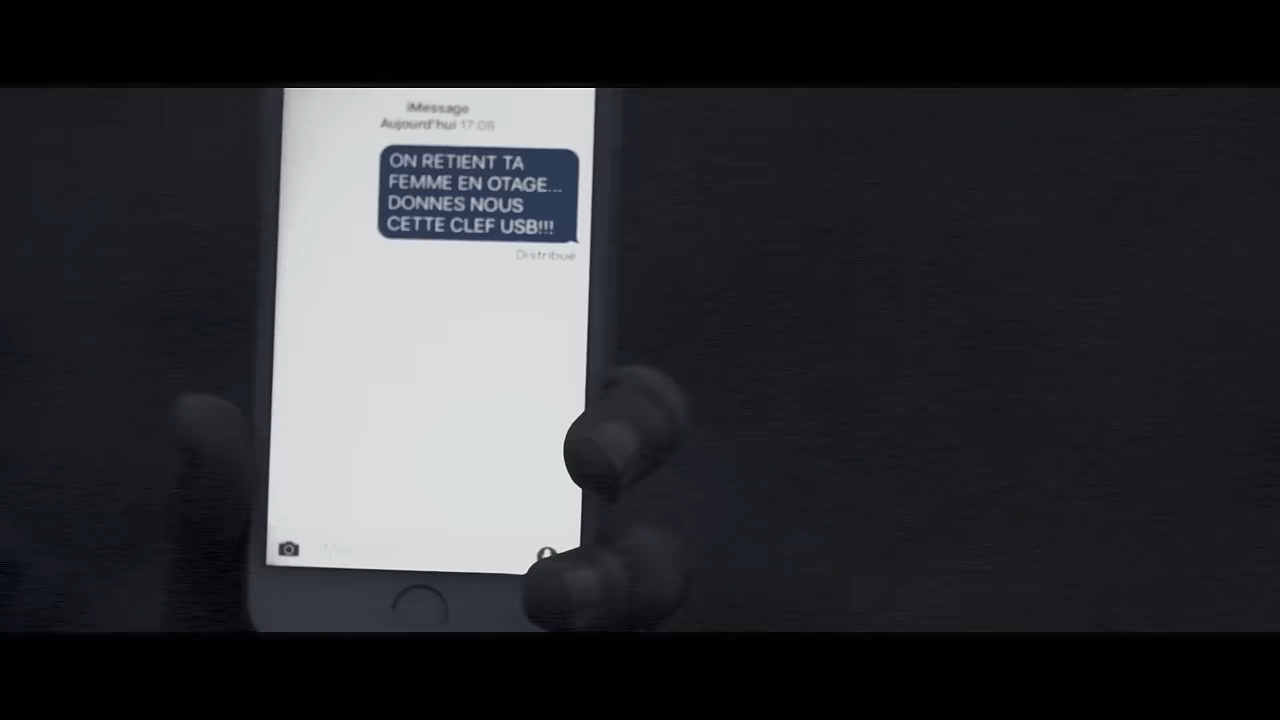 iMessage
Aujourd'hui 17:08
ON RETIENT TA
FEMME EN OTAGE...
DONNES NOUS
CETTE CLEF USB!!!
Distribué